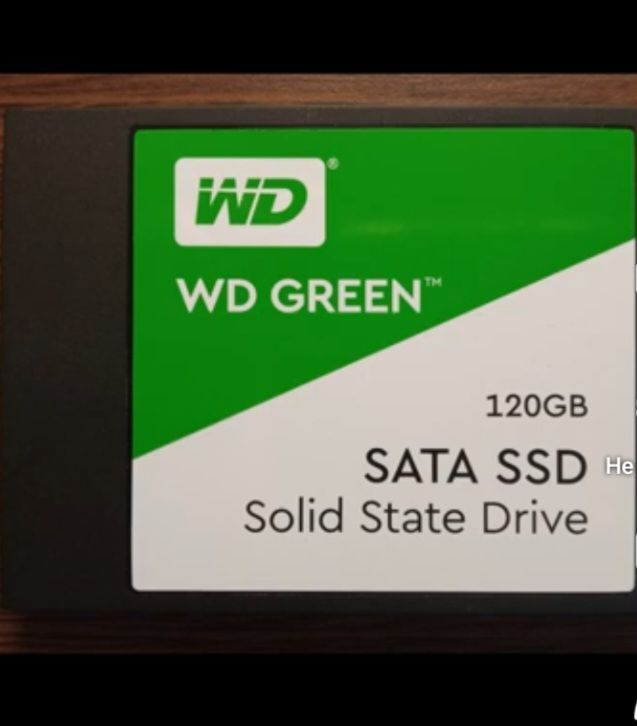 WD®
WD GREEN™
120GB
SATA SSD
He
Solid State Drive